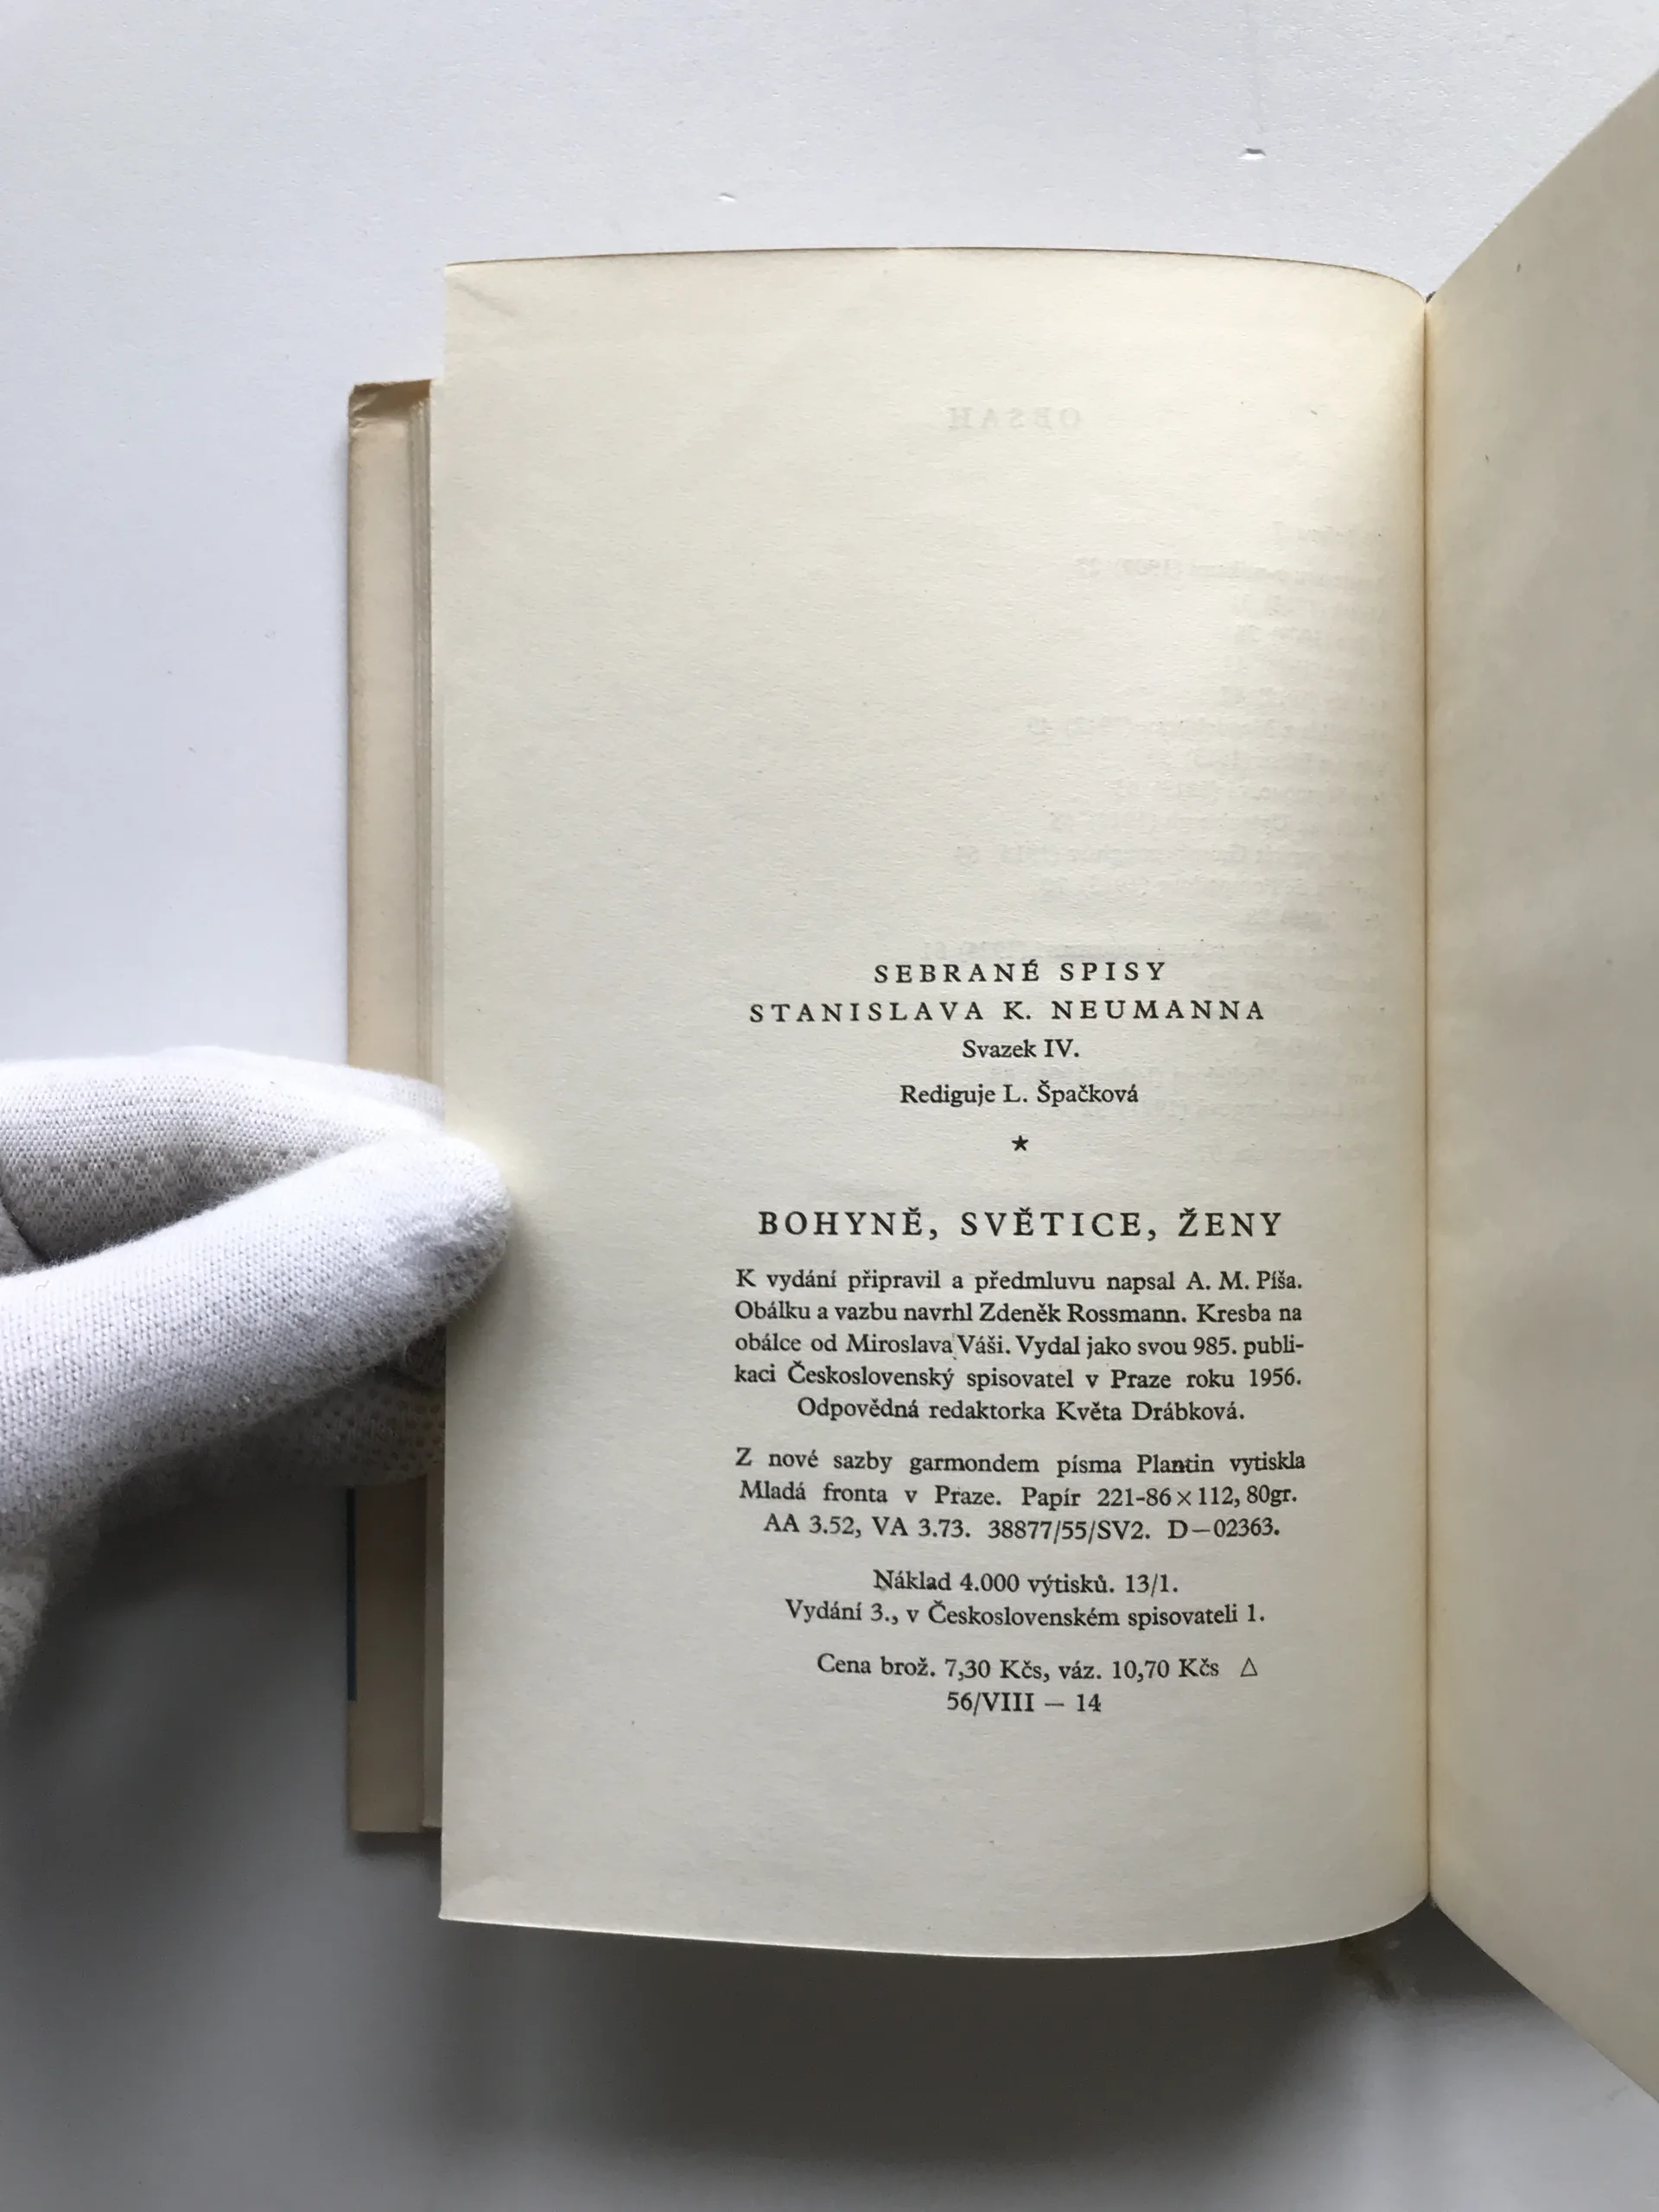 OBSAH
SEBRANÉ SPISY
STANISLAVA K. NEUMANNA
Svazek IV.
Rediguje L. Špačková
★
BOHYNĚ, SVĚTICE, ŽENY
K vydání připravil a předmluvu napsal A. M. Píša.
Obálku a vazbu navrhl Zdeněk Rossmann. Kresba na
obálce od Miroslava Váši. Vydal jako svou 985. publi-
kaci Československý spisovatel v Praze roku 1956.
Odpovědná redaktorka Květa Drábková.
Z nové sazby garmondem písma Plantin vytiskla
Mladá fronta v Praze. Papír 221-86×112, 80gr.
AA 3.52, VA 3.73. 38877/55/SV2. D—02363.
Náklad 4.000 výtisků. 13/1.
Vydání 3., v Československém spisovateli 1.
Cena brož. 7,30 Kčs, váz. 10,70 Kčs △
56/VIII — 14